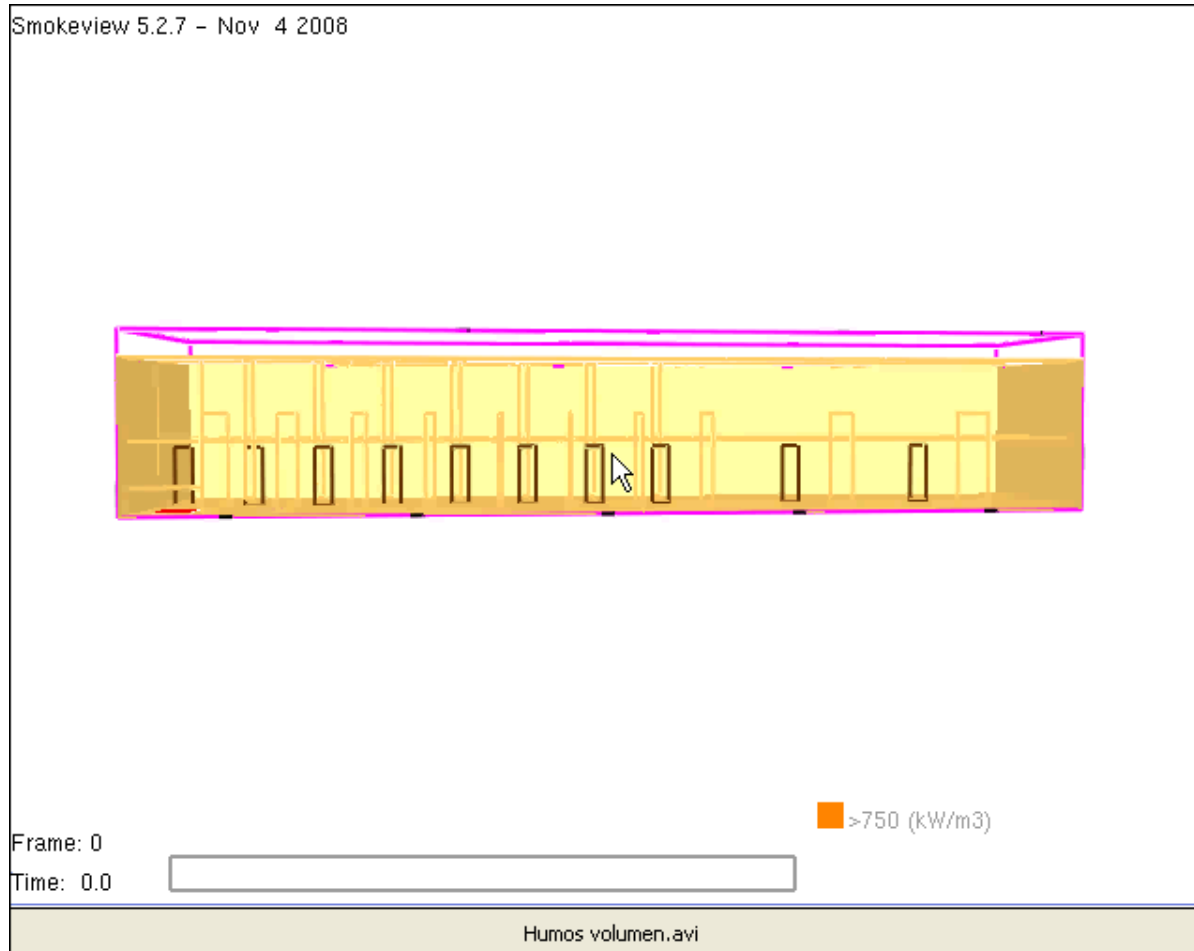 Smokeview 5.2.7 - Nov 4 2008
>750 (kW/m3)
Frame: 0
Time: 0.0
Humos volumen.avi